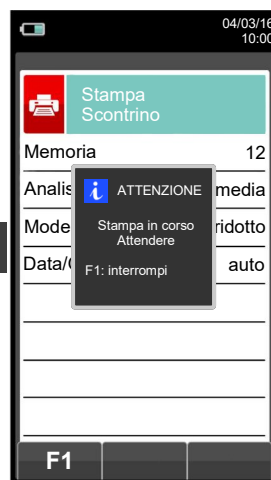 04/03/16
10:00
Stampa
Scontrino
Memoria 12
Analis media
ATTENZIONE
Mode ridotto
Stampa in corso
Attendere
Data/ auto
F1: interrompi
F1